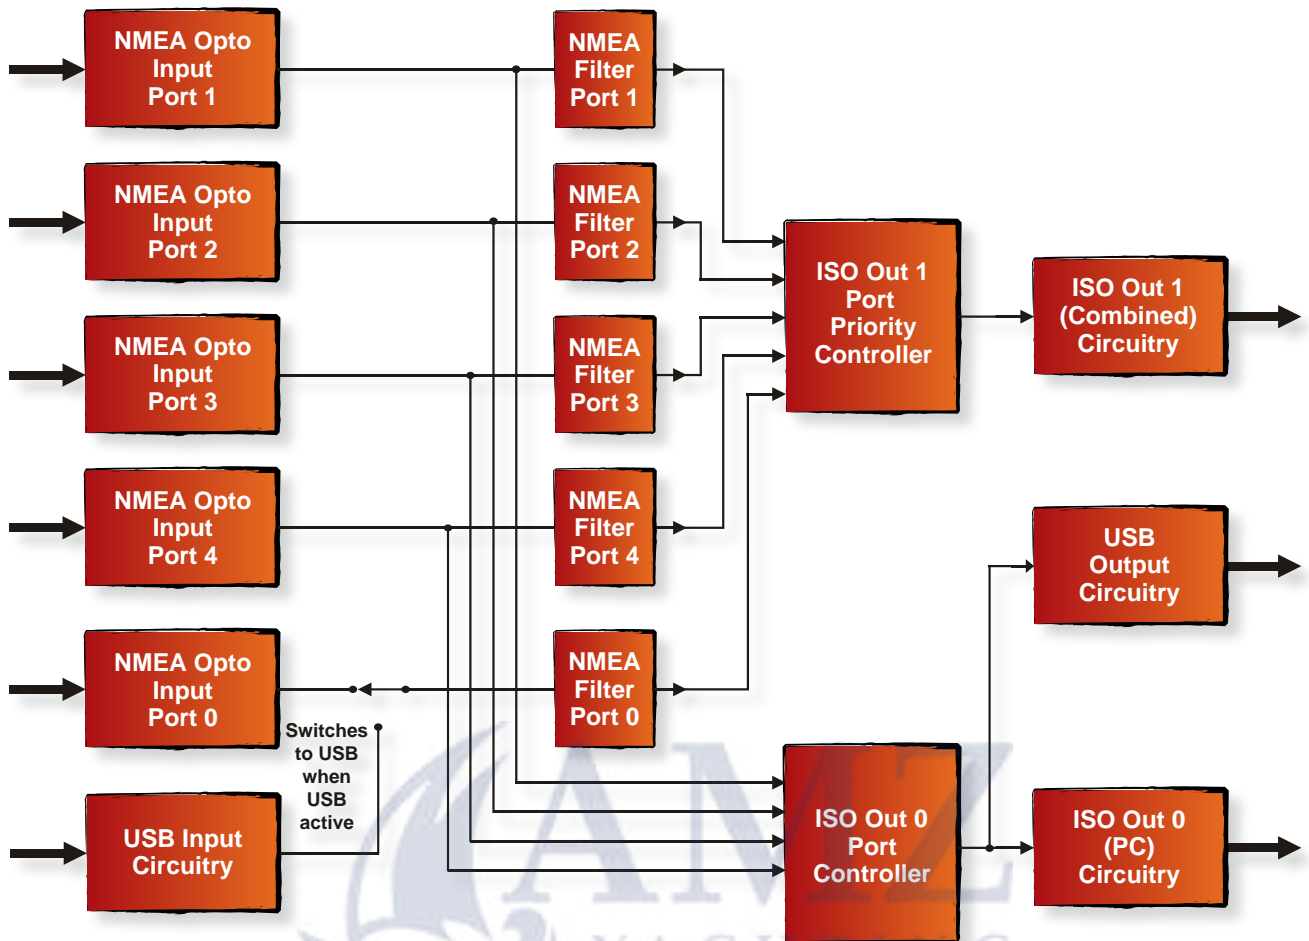 NMEA Opto
Input
Port 1
NMEA
Filter
Port 1
NMEA Opto
Input
Port 2
NMEA
Filter
Port 2
ISO Out 1
Port
Priority
Controller
ISO Out 1
(Combined)
Circuitry
NMEA Opto
Input
Port 3
NMEA
Filter
Port 3
NMEA Opto
Input
Port 4
NMEA
Filter
Port 4
USB
Output
Circuitry
NMEA Opto
Input
Port 0
NMEA
Filter
Port 0
Switches
to USB
when
USB
active
USB Input
Circuitry
ISO Out 0
Port
Controller
ISO Out 0
(PC)
Circuitry
AMZ